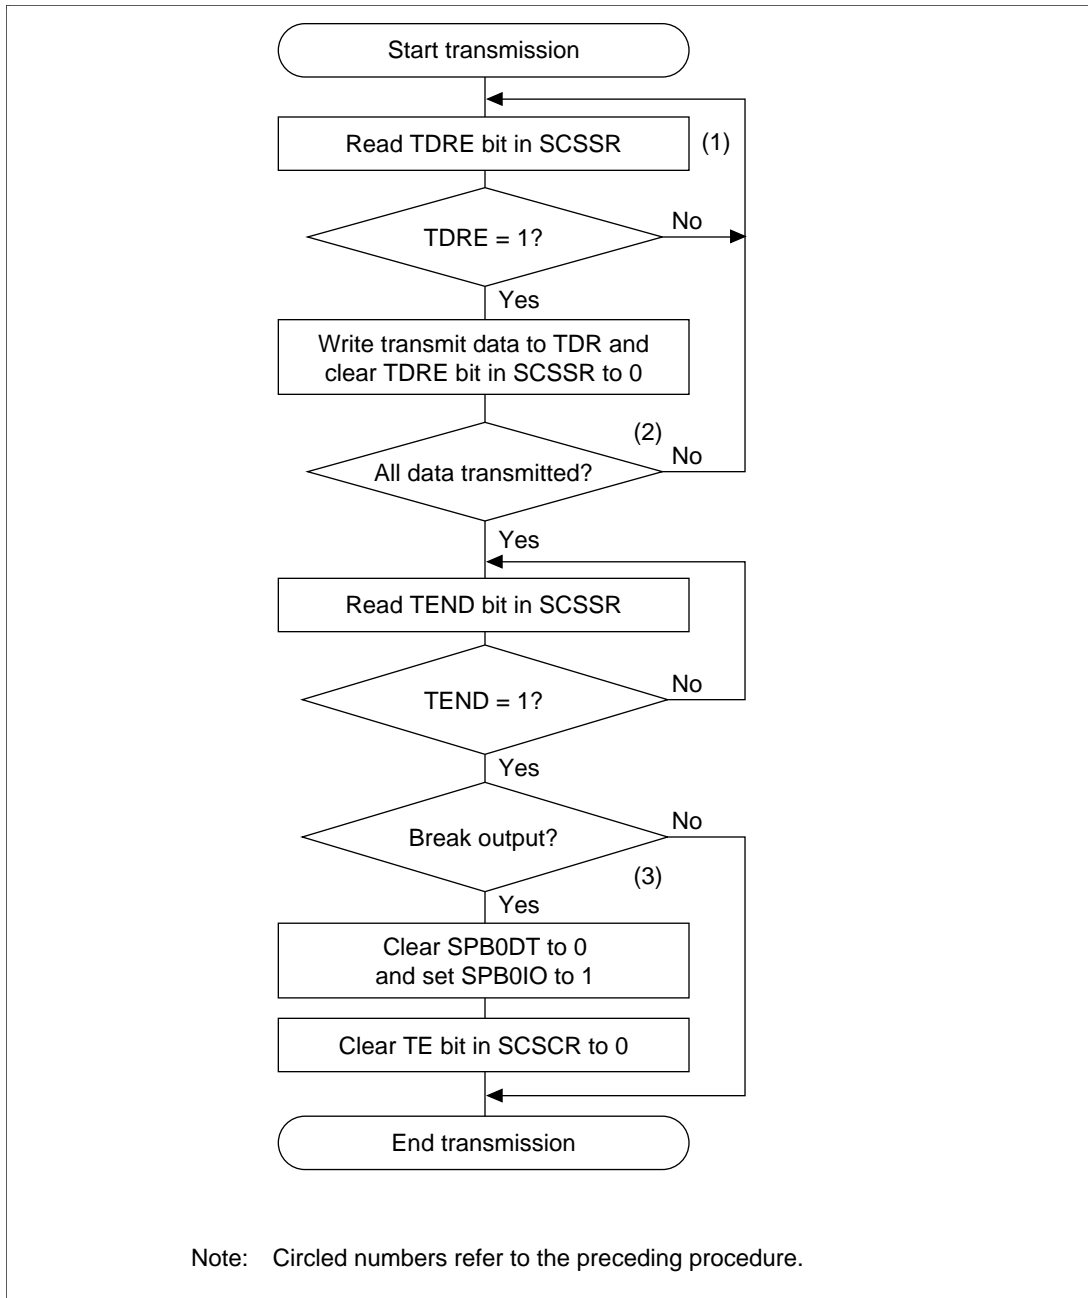 Start transmission
Read TDRE bit in SCSSR
(1)
TDRE = 1?
No
Yes
Write transmit data to TDR and
clear TDRE bit in SCSSR to 0
(2)
All data transmitted?
No
Yes
Read TEND bit in SCSSR
TEND = 1?
No
Yes
Break output?
No
(3)
Yes
Clear SPB0DT to 0
and set SPB0IO to 1
Clear TE bit in SCSCR to 0
End transmission
Note: Circled numbers refer to the preceding procedure.